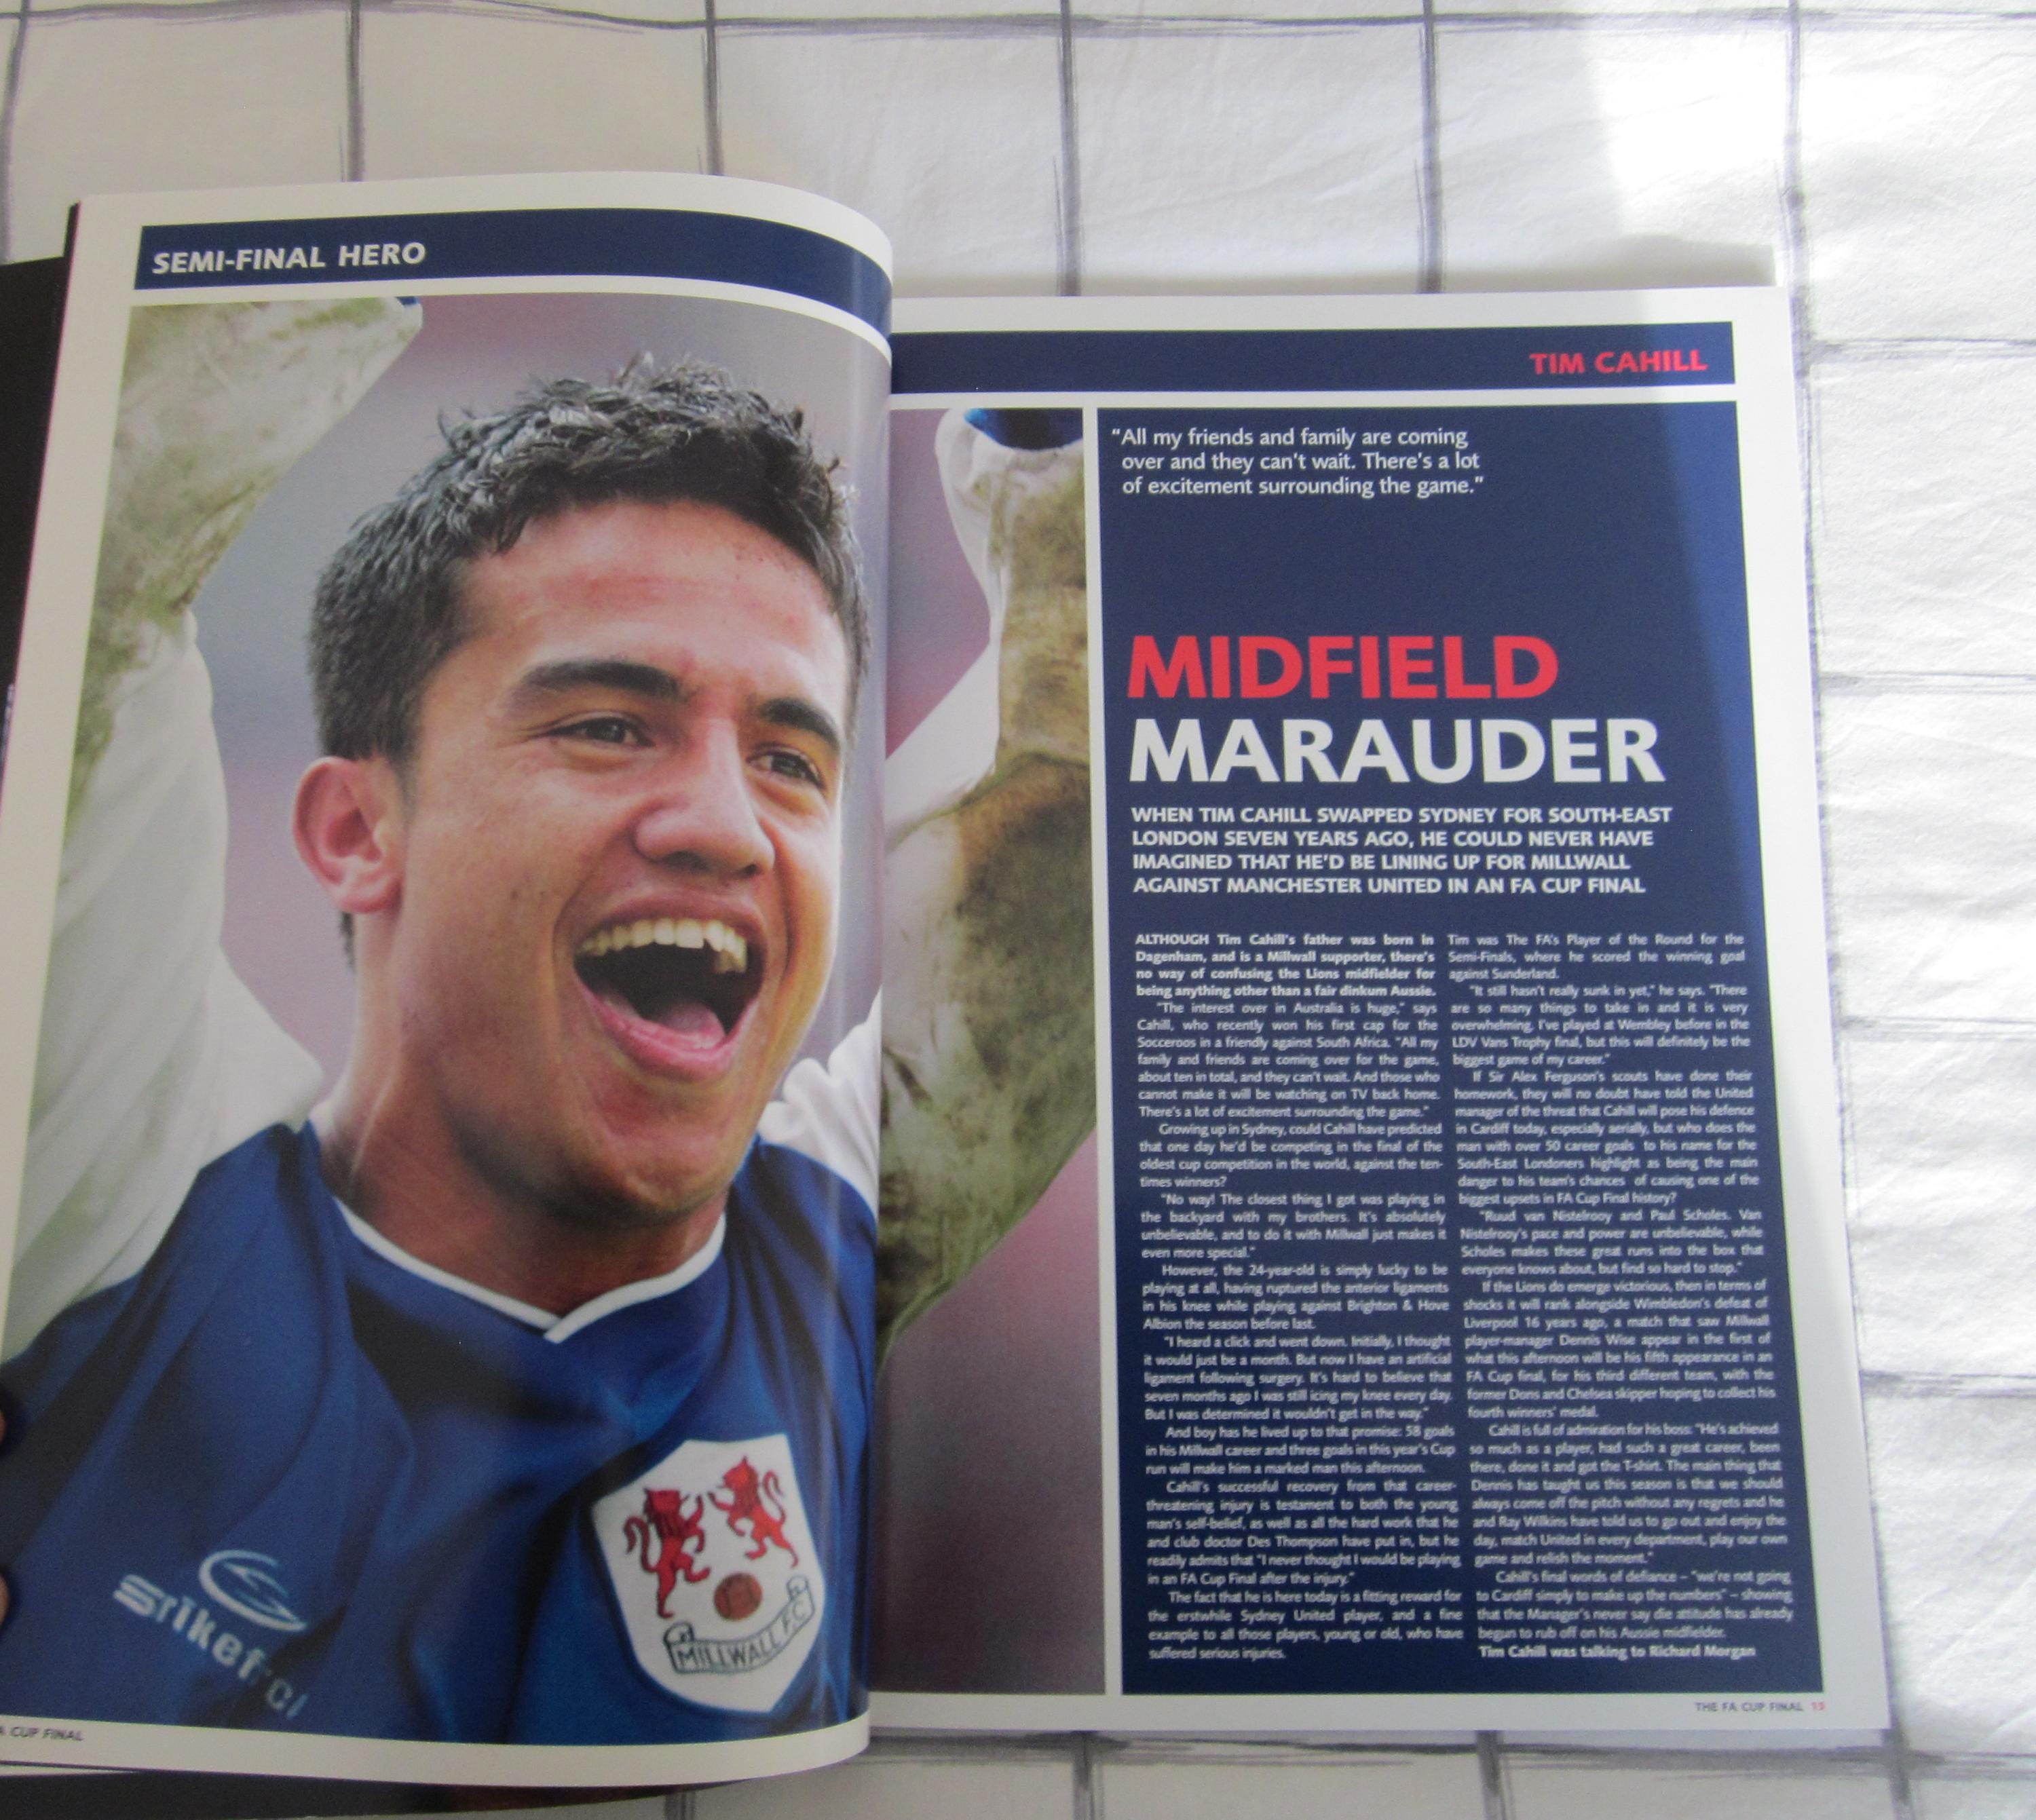 SEMI-FINAL HERO
MILLWALL F.C
A CUP FINAL
TIM CAHILL
"All my friends and family are coming
over and they can't wait. There's a lot
of excitement surrounding the game."
MIDFIELD
MARAUDER
WHEN TIM CAHILL SWAPPED SYDNEY FOR SOUTH-EAST
LONDON SEVEN YEARS AGO, HE COULD NEVER HAVE
IMAGINED THAT HE'D BE LINING UP FOR MILLWALL
AGAINST MANCHESTER UNITED IN AN FA CUP FINAL
ALTHOUGH Tim Cahill's father was born in
Dagenham, and is a Millwall supporter, there's
no way of confusing the Lions midfielder for
being anything other than a fair dinkum Aussie.
"The interest over in Australia is huge," says
Cahill, who recently won his first cap for the
Socceroos in a friendly against South Africa. "All my
family and friends are coming over for the game,
about ten in total, and they can't wait. And those who
cannot make it will be watching on TV back home.
There's a lot of excitement surrounding the game."
Growing up in Sydney, could Cahill have predicted
that one day he'd be competing in the final of the
oldest cup competition in the world, against the ten-
times winners?
"No way! The closest thing I got was playing in
the backyard with my brothers. It's absolutely
unbelievable, and to do it with Millwall just makes it
even more special."
However, the 24-year-old is simply lucky to be
playing at all, having ruptured the anterior ligaments
in his knee while playing against Brighton & Hove
Albion the season before last.
"I heard a click and went down. Initially, I thought
it would just be a month. But now I have an artificial
ligament following surgery. It's hard to believe that
seven months ago I was still icing my knee every day.
But I was determined it wouldn't get in the way."
And boy has he lived up to that promise: 58 goals
in his Millwall career and three goals in this year's Cup
run will make him a marked man this afternoon.
Cahill's successful recovery from that career-
threatening injury is testament to both the young
man's self-belief, as well as all the hard work that he
and club doctor Des Thompson have put in, but he
readily admits that "I never thought I would be playing
in an FA Cup Final after the injury."
The fact that he is here today is a fitting reward for
the erstwhile Sydney United player, and a fine
example to all those players, young or old, who have
suffered serious injuries.
Tim was The FA's Player of the Round for the
Semi-Finals, where he scored the winning goal
against Sunderland.
"It still hasn't really sunk in yet," he says. "There
are so many things to take in and it is very
overwhelming. I've played at Wembley before in the
LDV Vans Trophy final, but this will definitely be the
biggest game of my career."
If Sir Alex Ferguson's scouts have done their
homework, they will no doubt have told the United
manager of the threat that Cahill will pose his defence
in Cardiff today, especially aerially, but who does the
man with over 50 career goals to his name for the
South-East Londoners highlight as being the main
danger to his team's chances of causing one of the
biggest upsets in FA Cup Final history?
"Ruud van Nistelrooy and Paul Scholes. Van
Nistelrooy's pace and power are unbelievable, while
Scholes makes these great runs into the box that
everyone knows about, but find so hard to stop."
If the Lions do emerge victorious, then in terms of
shocks it will rank alongside Wimbledon's defeat of
Liverpool 16 years ago, a match that saw Millwall
player-manager Dennis Wise appear in the first of
what this afternoon will be his fifth appearance in an
FA Cup final, for his third different team, with the
former Dons and Chelsea skipper hoping to collect his
fourth winners' medal.
Cahill is full of admiration for his boss: "He's achieved
so much as a player, had such a great career, been
there, done it and got the T-shirt. The main thing that
Dennis has taught us this season is that we should
always come off the pitch without any regrets and he
and Ray Wilkins have told us to go out and enjoy the
day, match United in every department, play our own
game and relish the moment."
Cahill's final words of defiance – "we're not going
to Cardiff simply to make up the numbers" – showing
that the Manager's never say die attitude has already
begun to rub off on his Aussie midfielder.
Tim Cahill was talking to Richard Morgan
THE FA CUP FINAL